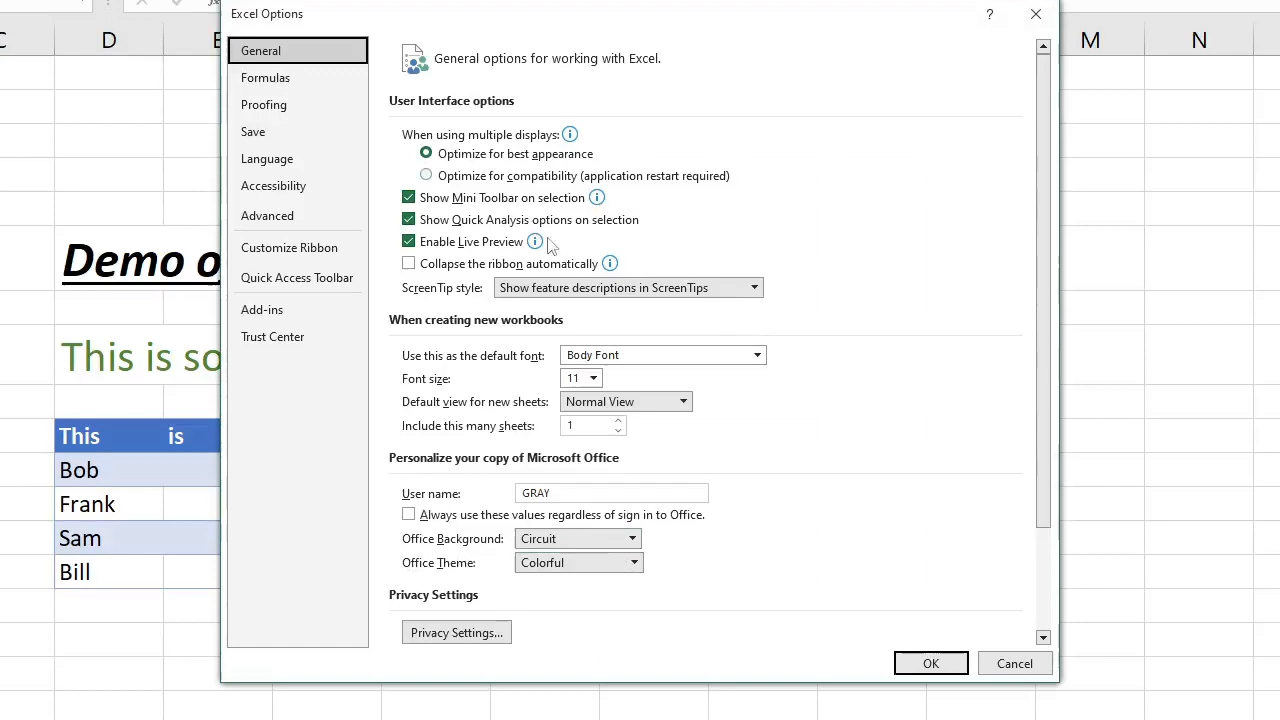 Excel Options
?
C D E M N
General
Formulas
Proofing
Save
Language
Accessibility
Advanced
Customize Ribbon
Quick Access Toolbar
Add-ins
Trust Center
General options for working with Excel.
User Interface options
When using multiple displays:
Optimize for best appearance
Optimize for compatibility (application restart required)
Show Mini Toolbar on selection
Show Quick Analysis options on selection
Enable Live Preview
Collapse the ribbon automatically
ScreenTip style: Show feature descriptions in ScreenTips
When creating new workbooks
Use this as the default font: Body Font
Font size: 11
Default view for new sheets: Normal View
Include this many sheets: 1
Personalize your copy of Microsoft Office
User name: GRAY
Always use these values regardless of sign in to Office.
Office Background: Circuit
Office Theme: Colorful
Privacy Settings
Privacy Settings...
OK Cancel
Demo o
This is so
This is
Bob
Frank
Sam
Bill